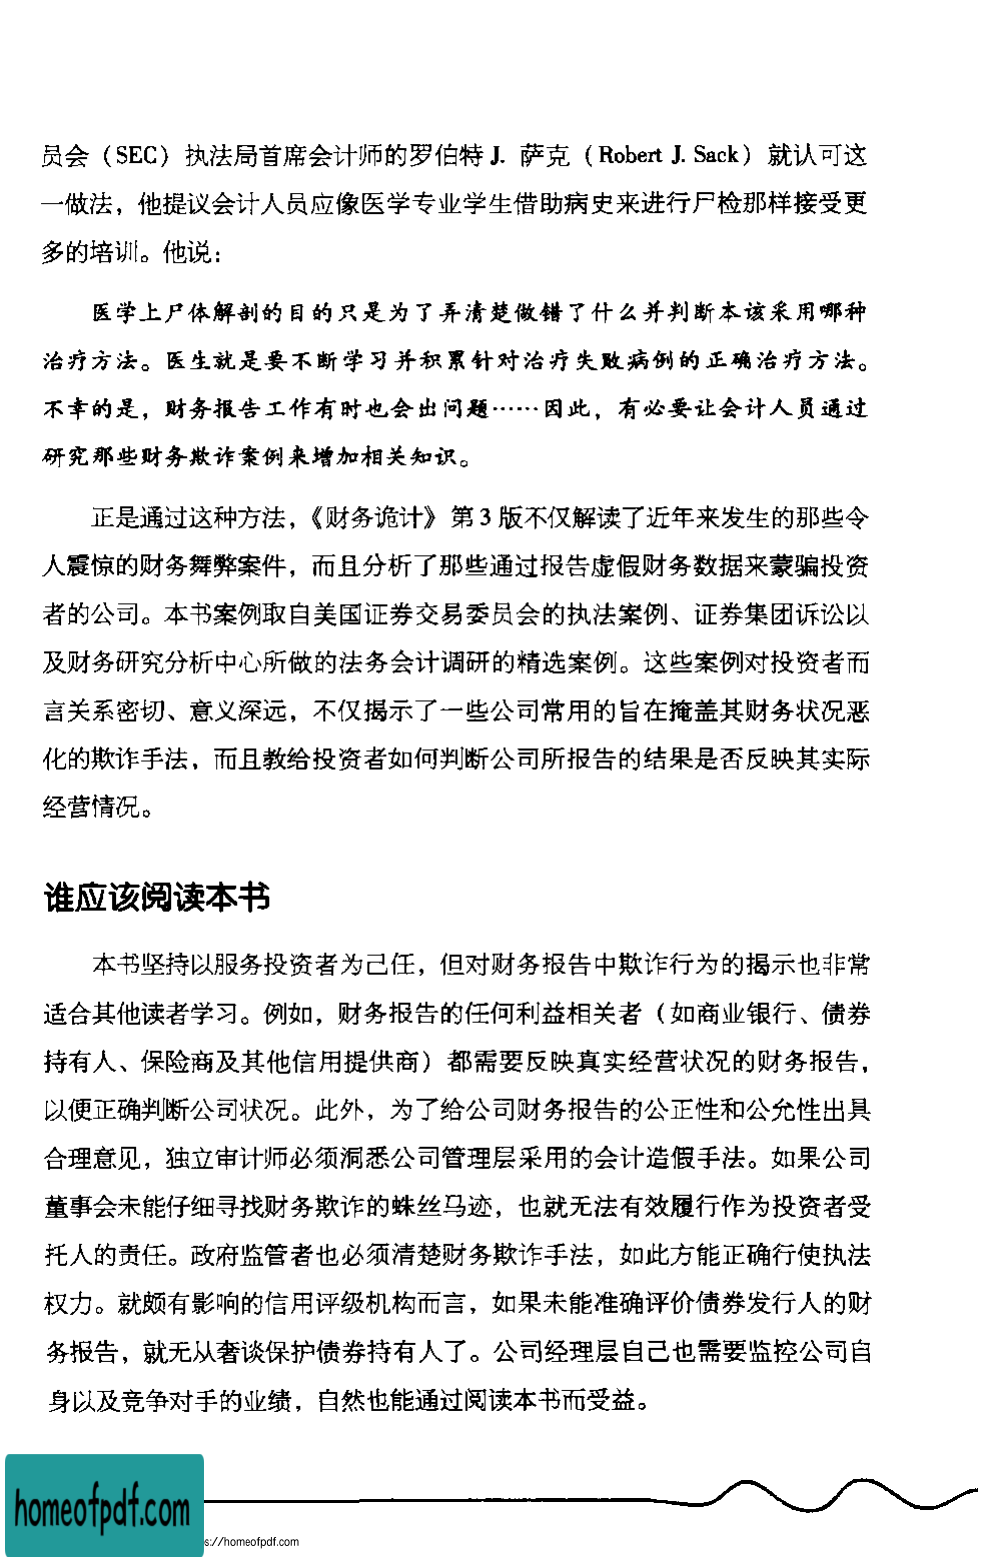 员会（SEC）执法局首席会计师的罗伯特 J. 萨克（Robert J. Sack）就认可这
一做法，他提议会计人员应像医学专业学生借助病史来进行尸检那样接受更
多的培训。他说：
医学上尸体解剖的目的只是为了弄清楚做错了什么并判断本该采用哪种
治疗方法。医生就是要不断学习并积累针对治疗失败病例的正确治疗方法。
不幸的是，财务报告工作有时也会出问题……因此，有必要让会计人员通过
研究那些财务欺诈案例来增加相关知识。
正是通过这种方法，《财务诡计》第 3 版不仅解读了近年来发生的那些令
人震惊的财务舞弊案件，而且分析了那些通过报告虚假财务数据来蒙骗投资
者的公司。本书案例取自美国证券交易委员会的执法案例、证券集团诉讼以
及财务研究分析中心所做的法务会计调研的精选案例。这些案例对投资者而
言关系密切、意义深远，不仅揭示了一些公司常用的旨在掩盖其财务状况恶
化的欺诈手法，而且教给投资者如何判断公司所报告的结果是否反映其实际
经营情况。
谁应该阅读本书
本书坚持以服务投资者为己任，但对财务报告中欺诈行为的揭示也非常
适合其他读者学习。例如，财务报告的任何利益相关者（如商业银行、债券
持有人、保险商及其他信用提供商）都需要反映真实经营状况的财务报告，
以便正确判断公司状况。此外，为了给公司财务报告的公正性和公允性出具
合理意见，独立审计师必须洞悉公司管理层采用的会计造假手法。如果公司
董事会未能仔细寻找财务欺诈的蛛丝马迹，也就无法有效履行作为投资者受
托人的责任。政府监管者也必须清楚财务欺诈手法，如此方能正确行使执法
权力。就颇有影响的信用评级机构而言，如果未能准确评价债券发行人的财
务报告，就无从奢谈保护债券持有人了。公司经理层自己也需要监控公司自
身以及竞争对手的业绩，自然也能通过阅读本书而受益。
homeofpdf.com
s://homeofpdf.com